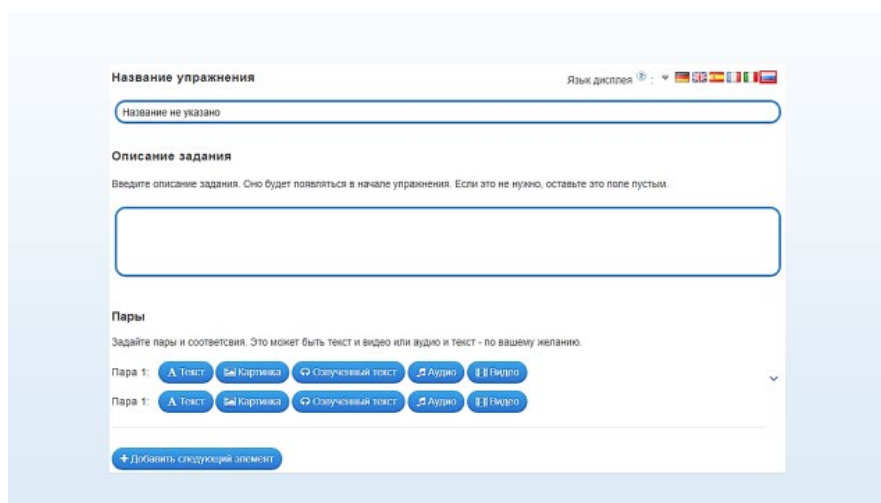 Название упражнения
Язык дисплея ? :
Название не указано
Описание задания
Введите описание задания. Оно будет появляться в начале упражнения. Если это не нужно, оставьте это поле пустым.
Пары
Задайте пары и соответсвия. Это может быть текст и видео или аудио и текст - по вашему желанию.
Пара 1: Текст Картинка Озвученный текст Аудио Видео
Пара 1: Текст Картинка Озвученный текст Аудио Видео
+ Добавить следующий элемент